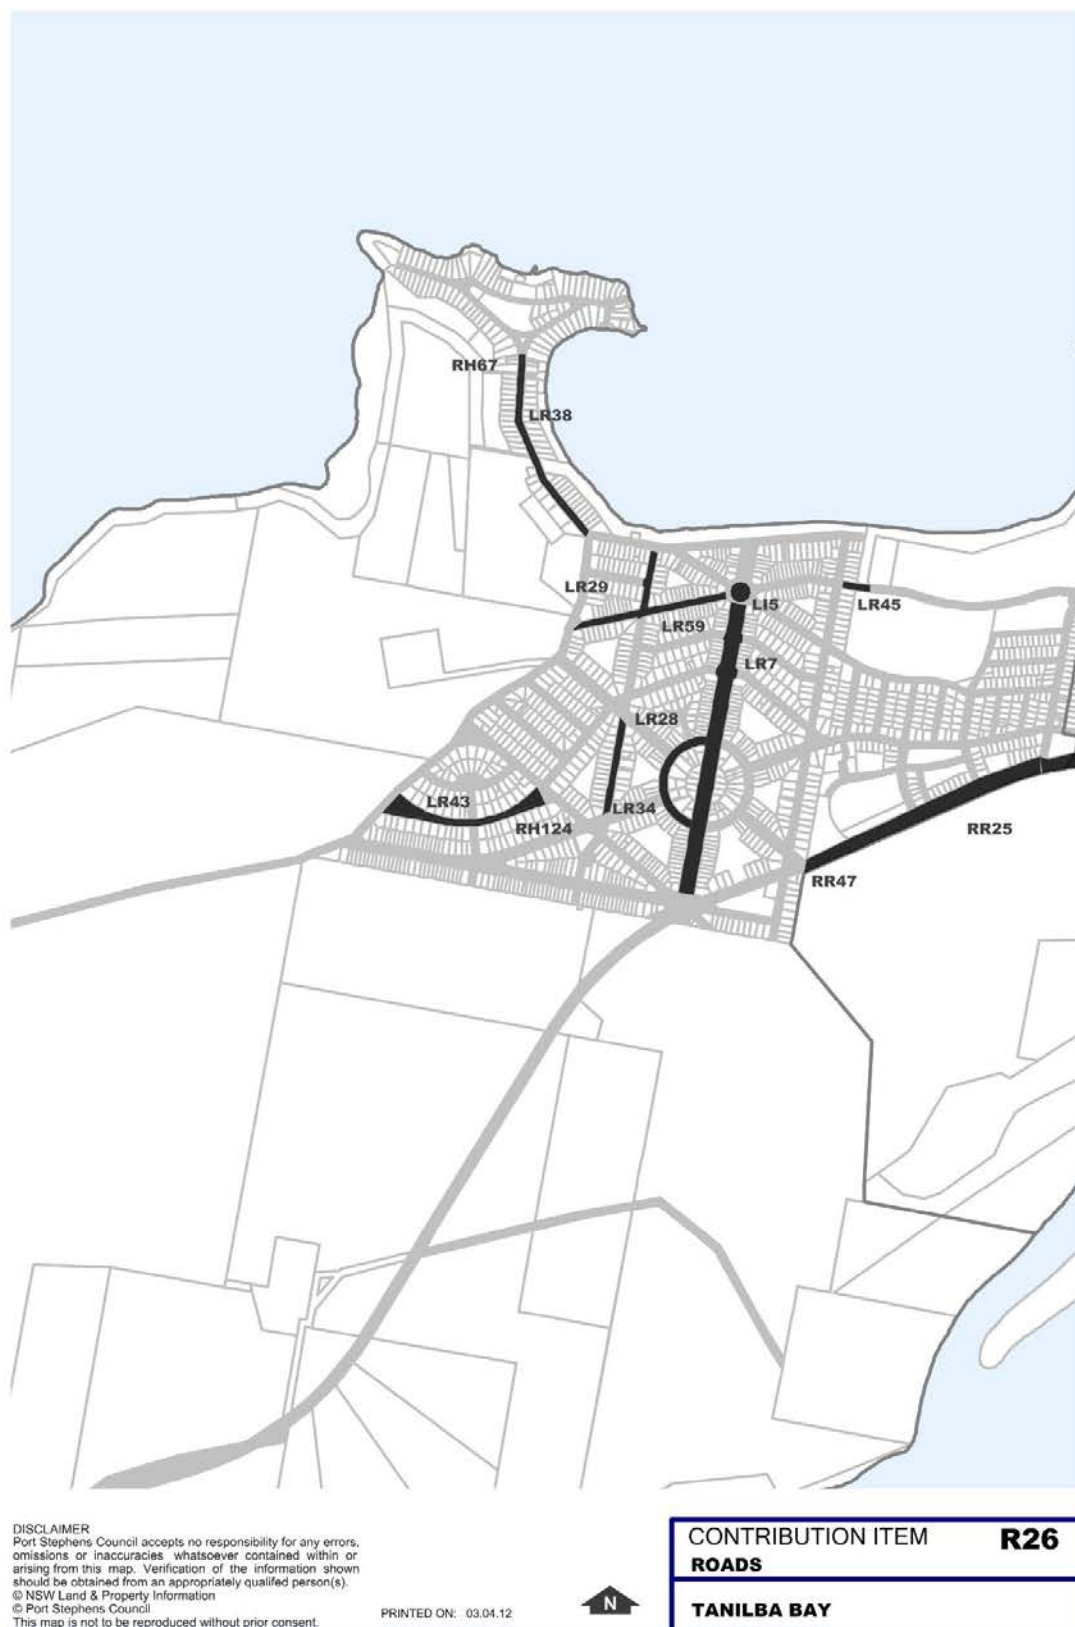 RH67
LR38
LR29
LI5
LR45
LR59
LR7
LR28
LR43
LR34
RH124
RR25
RR47
DISCLAIMER
Port Stephens Council accepts no responsibility for any errors,
omissions or inaccuracies whatsoever contained within or
arising from this map. Verification of the information shown
should be obtained from an appropriately qualifed person(s).
© NSW Land & Property Information
© Port Stephens Council
This map is not to be reproduced without prior consent.
PRINTED ON: 03.04.12
N
CONTRIBUTION ITEM R26
ROADS
TANILBA BAY